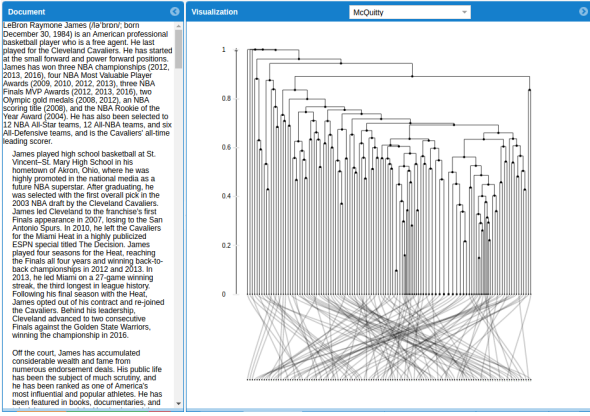 Document
LeBron Raymone James (/ləˈbrɒn/; born
December 30, 1984) is an American professional
basketball player who is a free agent. He last
played for the Cleveland Cavaliers. He has started
at the small forward and power forward positions.
James has won three NBA championships (2012,
2013, 2016), four NBA Most Valuable Player
Awards (2009, 2010, 2012, 2013), three NBA
Finals MVP Awards (2012, 2013, 2016), two
Olympic gold medals (2008, 2012), an NBA
scoring title (2008), and the NBA Rookie of the
Year Award (2004). He has also been selected to
12 NBA All-Star teams, 12 All-NBA teams, and six
All-Defensive teams, and is the Cavaliers' all-time
leading scorer.
James played high school basketball at St.
Vincent–St. Mary High School in his
hometown of Akron, Ohio, where he was
highly promoted in the national media as a
future NBA superstar. After graduating, he
was selected with the first overall pick in the
2003 NBA draft by the Cleveland Cavaliers.
James led Cleveland to the franchise's first
Finals appearance in 2007, losing to the San
Antonio Spurs. In 2010, he left the Cavaliers
for the Miami Heat in a highly publicized
ESPN special titled The Decision. James
played four seasons for the Heat, reaching
the Finals all four years and winning back-to-
back championships in 2012 and 2013. In
2013, he led Miami on a 27-game winning
streak, the third longest in league history.
Following his final season with the Heat,
James opted out of his contract and re-joined
the Cavaliers. Behind his leadership,
Cleveland advanced to two consecutive
Finals against the Golden State Warriors,
winning the championship in 2016.
Off the court, James has accumulated
considerable wealth and fame from
numerous endorsement deals. His public life
has been the subject of much scrutiny, and
he has been ranked as one of America's
most influential and popular athletes. He has
been featured in books, documentaries, and
Visualization
McQuitty
1
0.8
0.6
0.4
0.2
0